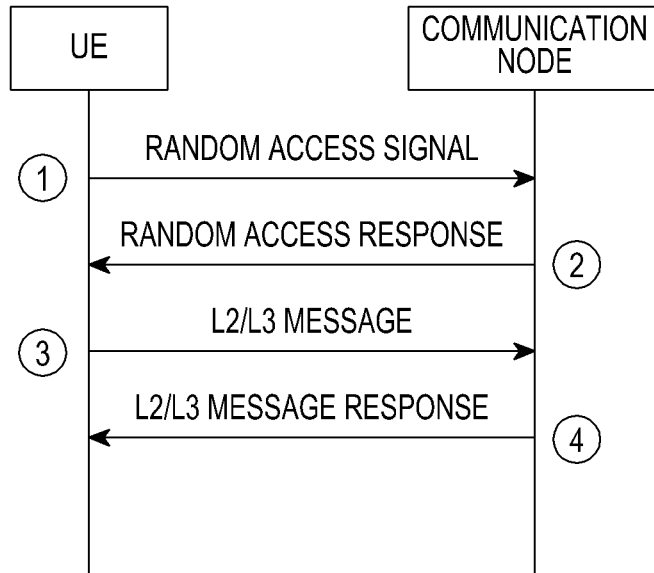 UE
COMMUNICATION
NODE
RANDOM ACCESS SIGNAL
1
RANDOM ACCESS RESPONSE
2
L2/L3 MESSAGE
3
L2/L3 MESSAGE RESPONSE
4